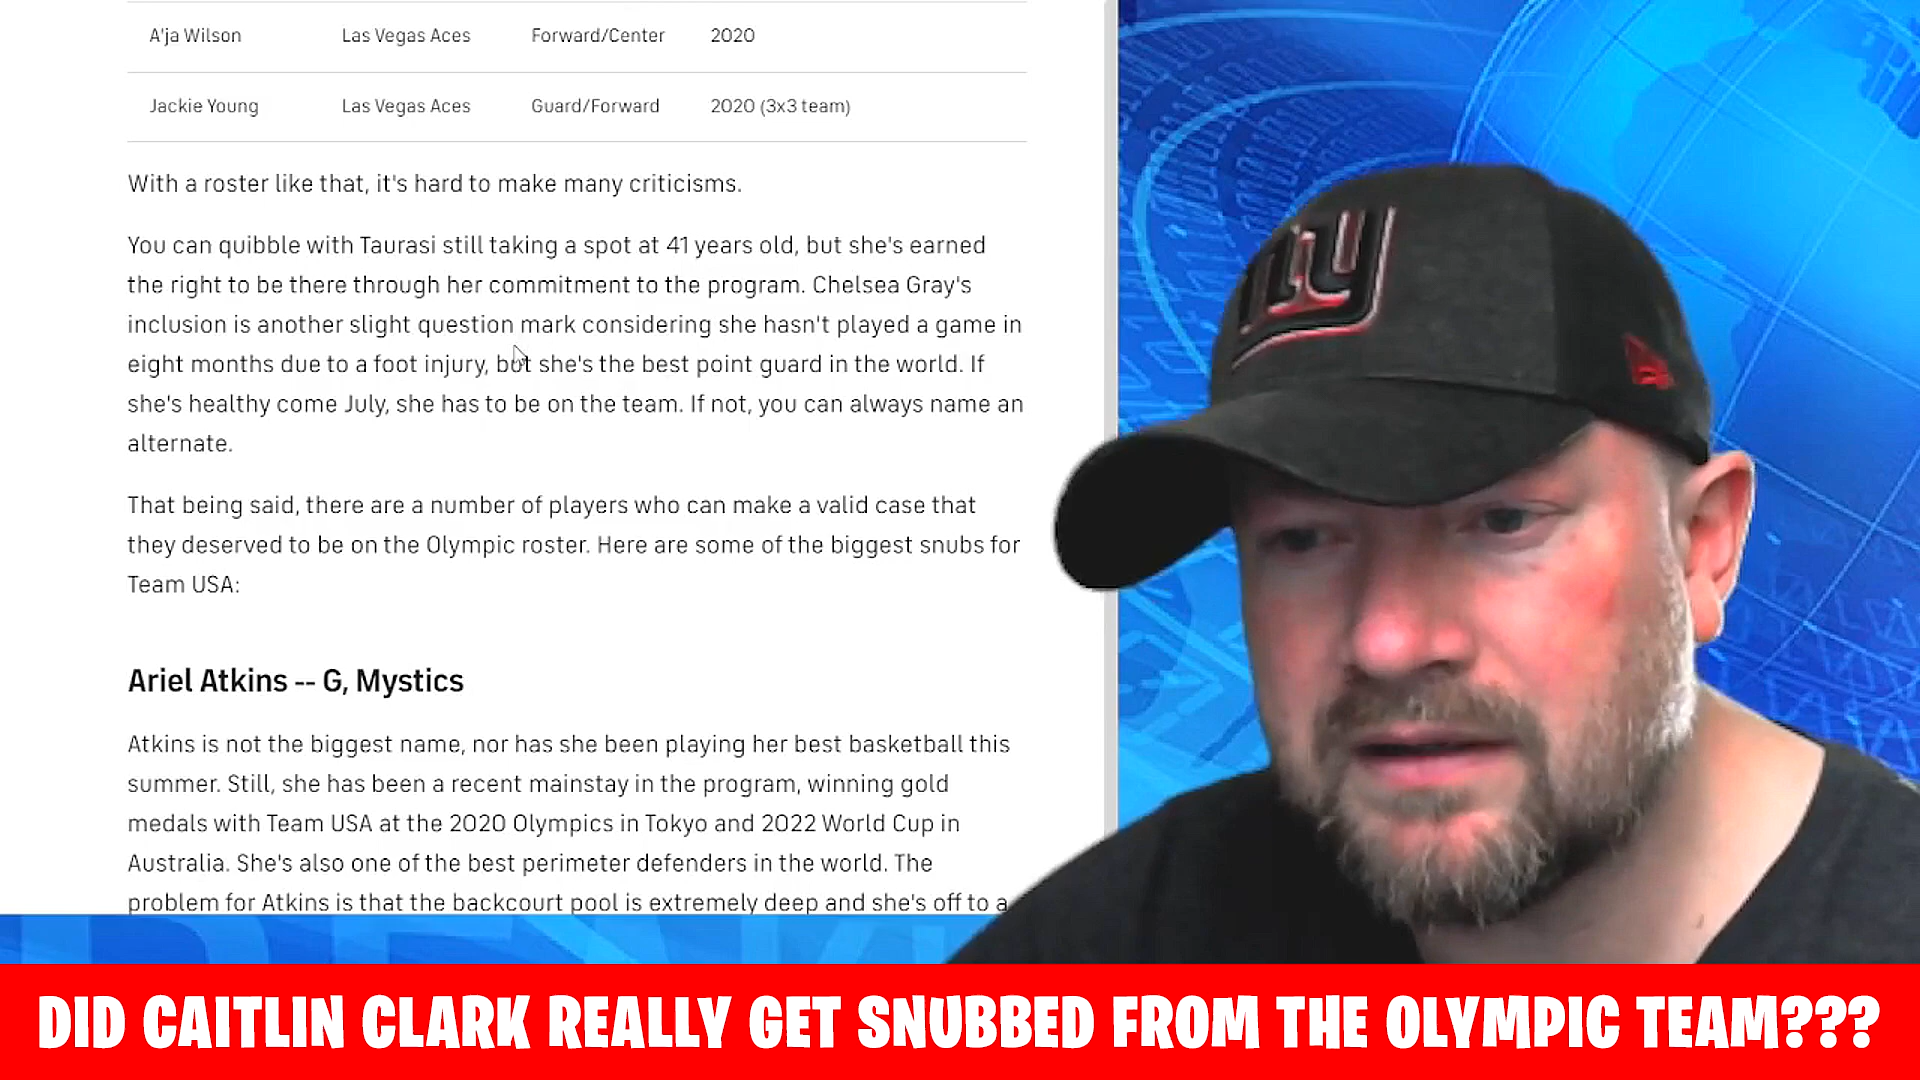 A'ja Wilson Las Vegas Aces Forward/Center 2020
Jackie Young Las Vegas Aces Guard/Forward 2020 (3x3 team)
With a roster like that, it's hard to make many criticisms.
You can quibble with Taurasi still taking a spot at 41 years old, but she's earned
the right to be there through her commitment to the program. Chelsea Gray's
inclusion is another slight question mark considering she hasn't played a game in
eight months due to a foot injury, but she's the best point guard in the world. If
she's healthy come July, she has to be on the team. If not, you can always name an
alternate.
That being said, there are a number of players who can make a valid case that
they deserved to be on the Olympic roster. Here are some of the biggest snubs for
Team USA:
Ariel Atkins -- G, Mystics
Atkins is not the biggest name, nor has she been playing her best basketball this
summer. Still, she has been a recent mainstay in the program, winning gold
medals with Team USA at the 2020 Olympics in Tokyo and 2022 World Cup in
Australia. She's also one of the best perimeter defenders in the world. The
problem for Atkins is that the backcourt pool is extremely deep and she's off to a
ny
DID CAITLIN CLARK REALLY GET SNUBBED FROM THE OLYMPIC TEAM???